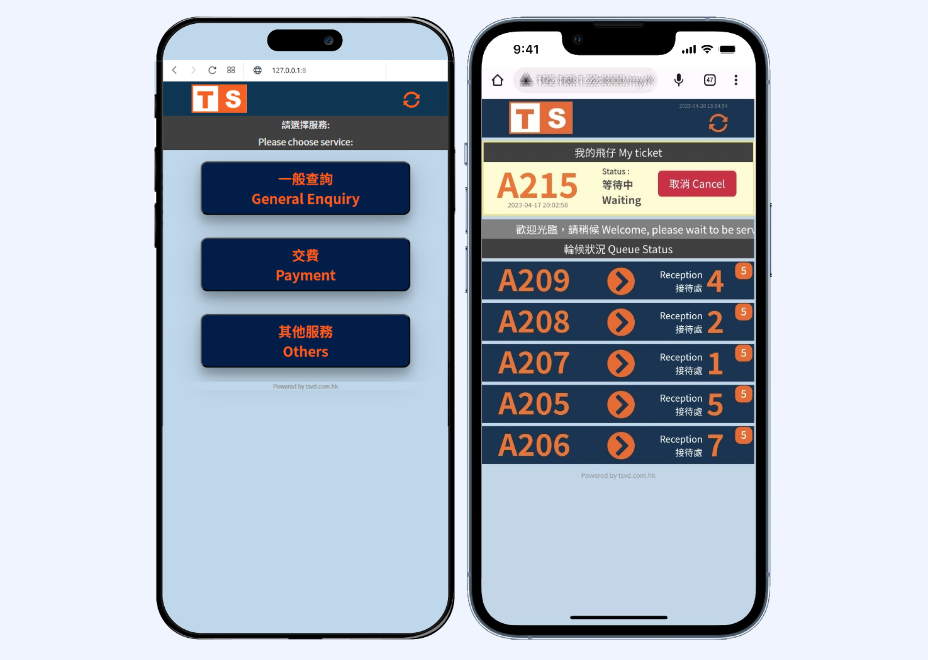 127.0.0.1:8
T S
請選擇服務:
Please choose service:
一般查詢
General Enquiry
交費
Payment
其他服務
Others
Powered by tsvd.com.hk
9:41
47
T S
2023-04-20 13:54:54
我的飛仔 My ticket
A215
2023-04-17 20:02:58
Status :
等待中
Waiting
取消 Cancel
歡迎光臨，請稍候 Welcome, please wait to be serv
輪候狀況 Queue Status
A209
Reception
接待處
4
5
A208
Reception
接待處
2
5
A207
Reception
接待處
1
5
A205
Reception
接待處
5
5
A206
Reception
接待處
7
5
Powered by tsvd.com.hk